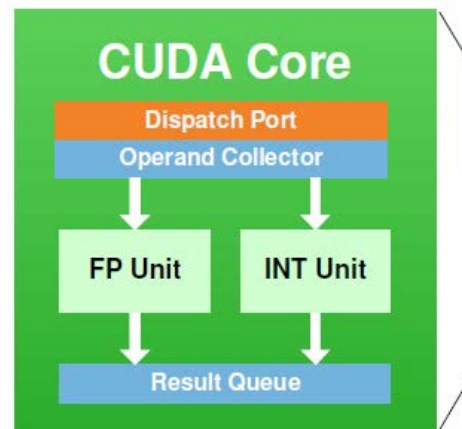 CUDA Core
Dispatch Port
Operand Collector
FP Unit INT Unit
Result Queue